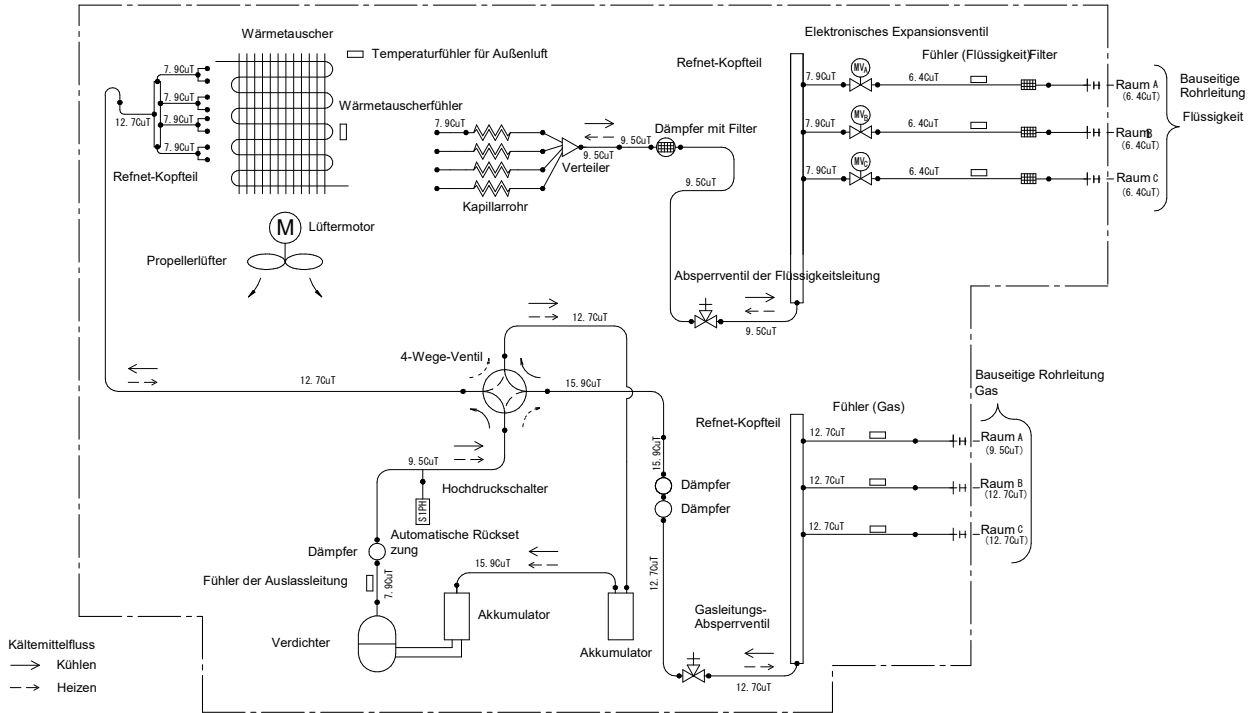 Wärmetauscher
Temperaturfühler für Außenluft
Wärmetauscherfühler
7.9CuT
7.9CuT
7.9CuT
7.9CuT
12.7CuT
Refnet-Kopfteil
M
Lüftermotor
Propellerlüfter
7.9CuT
Kapillarrohr
Verteiler
9.5CuT
9.5CuT
Dämpfer mit Filter
9.5CuT
Absperrventil der Flüssigkeitsleitung
9.5CuT
Refnet-Kopfteil
Elektronisches Expansionsventil
Fühler (Flüssigkeit)Filter
7.9CuT
MVA
6.4CuT
Raum A
(6.4CuT)
7.9CuT
MVB
6.4CuT
Raum B
(6.4CuT)
7.9CuT
MVC
6.4CuT
Raum C
(6.4CuT)
Bauseitige
Rohrleitung
Flüssigkeit
12.7CuT
4-Wege-Ventil
12.7CuT
15.9CuT
15.9CuT
Dämpfer
Dämpfer
12.7CuT
9.5CuT
Hochdruckschalter
S1PH
Automatische Rückset
zung
Dämpfer
Fühler der Auslassleitung
7.9CuT
Verdichter
15.9CuT
Akkumulator
Akkumulator
Gasleitungs-
Absperrventil
12.7CuT
Refnet-Kopfteil
Fühler (Gas)
Bauseitige Rohrleitung
Gas
12.7CuT
Raum A
(9.5CuT)
12.7CuT
Raum B
(12.7CuT)
12.7CuT
Raum C
(12.7CuT)
Kältemittelfluss
Kühlen
Heizen